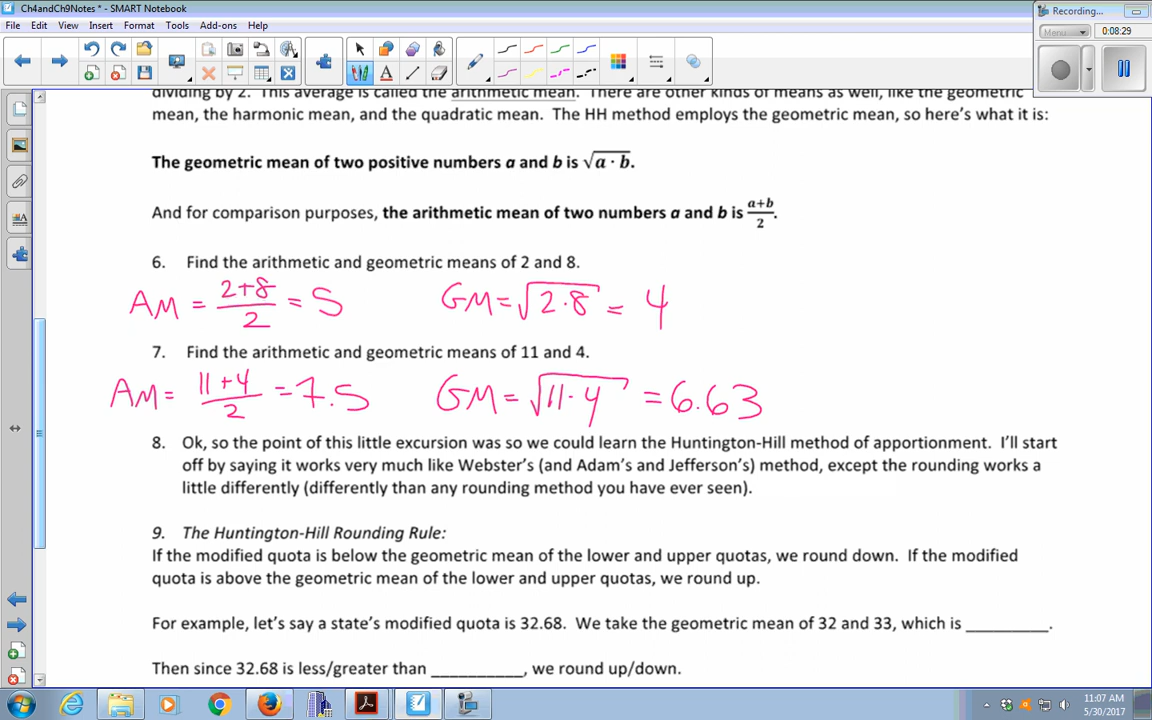 Ch4andCh9Notes * - SMART Notebook
Recording...
File Edit View Insert Format Tools Add-ons Help
Menu
0:08:29
dividing by 2. This average is called the arithmetic mean. There are other kinds of means as well, like the geometric
mean, the harmonic mean, and the quadratic mean. The HH method employs the geometric mean, so here's what it is:
The geometric mean of two positive numbers a and b is √a · b.
And for comparison purposes, the arithmetic mean of two numbers a and b is a+b/2.
6. Find the arithmetic and geometric means of 2 and 8.
AM = 2+8/2 = 5 GM = √2·8 = 4
7. Find the arithmetic and geometric means of 11 and 4.
AM = 11+4/2 = 7.5 GM = √11·4 = 6.63
8. Ok, so the point of this little excursion was so we could learn the Huntington-Hill method of apportionment. I'll start
off by saying it works very much like Webster's (and Adam's and Jefferson's) method, except the rounding works a
little differently (differently than any rounding method you have ever seen).
9. The Huntington-Hill Rounding Rule:
If the modified quota is below the geometric mean of the lower and upper quotas, we round down. If the modified
quota is above the geometric mean of the lower and upper quotas, we round up.
For example, let's say a state's modified quota is 32.68. We take the geometric mean of 32 and 33, which is _________.
Then since 32.68 is less/greater than __________, we round up/down.
11:07 AM
5/30/2017